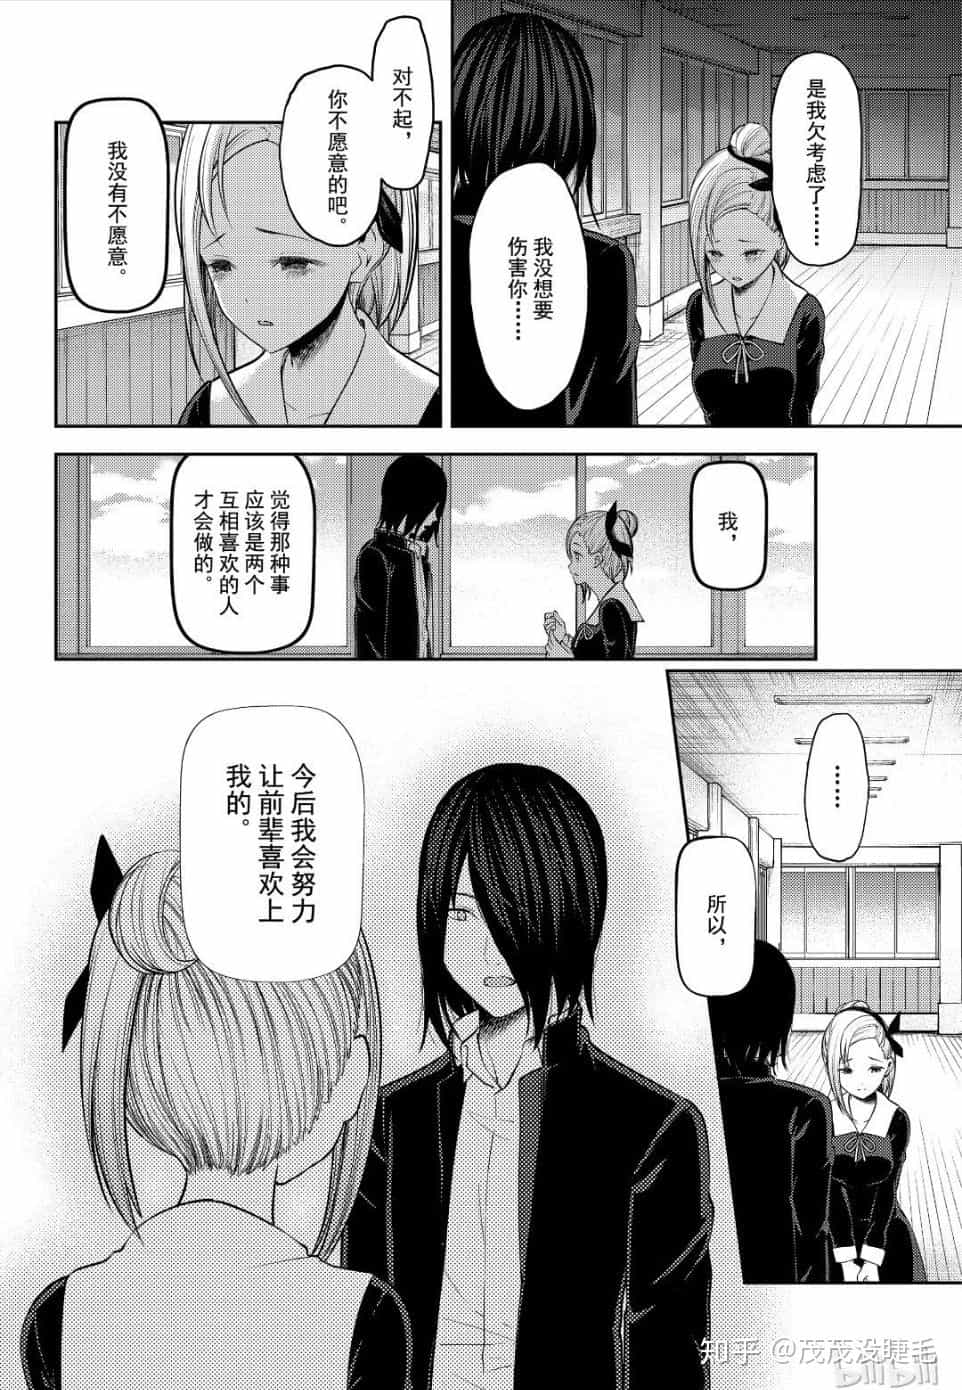 是我欠考虑了……
我没想要
伤害你……
对不起，
你不愿意的吧。
我没有不愿意。
我，
觉得那种事
应该是两个
互相喜欢的人
才会做的。
……
所以，
今后我会努力
让前辈喜欢上
我的。
知乎 @茂茂没睫毛
bilibili